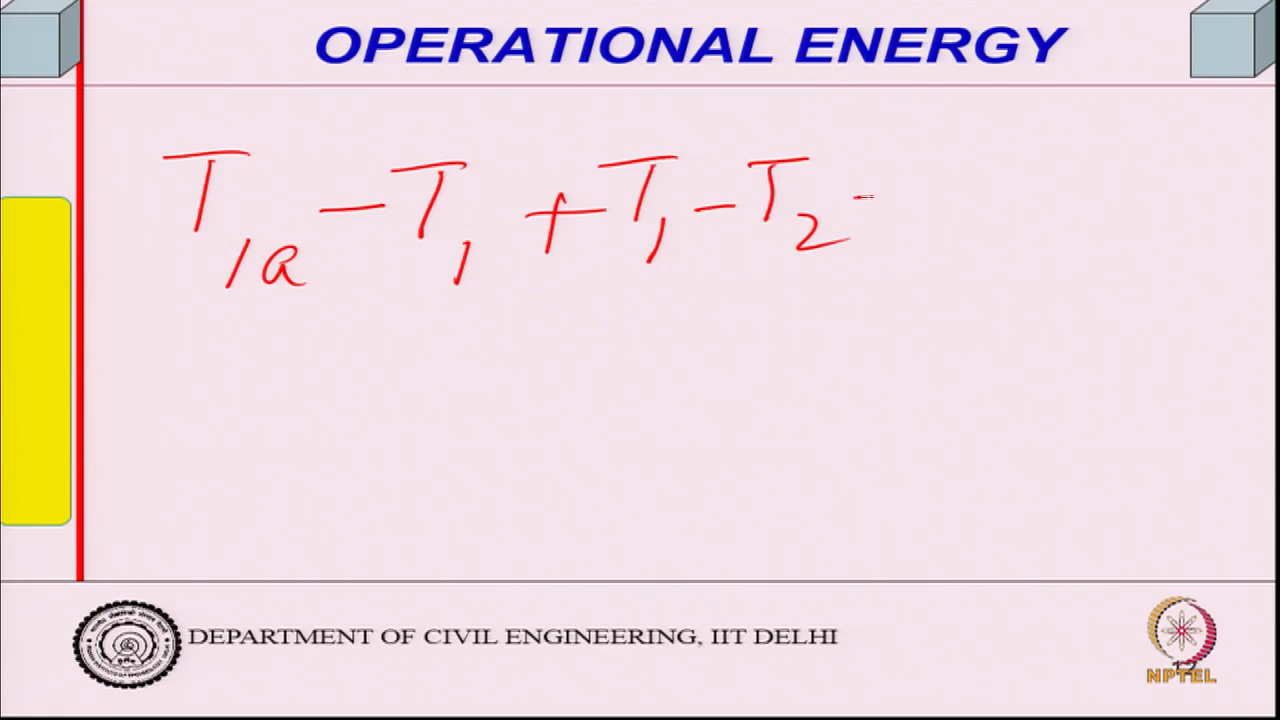 OPERATIONAL ENERGY
T₁ₐ - T₁ + T₁ - T₂
DEPARTMENT OF CIVIL ENGINEERING, IIT DELHI
NPTEL